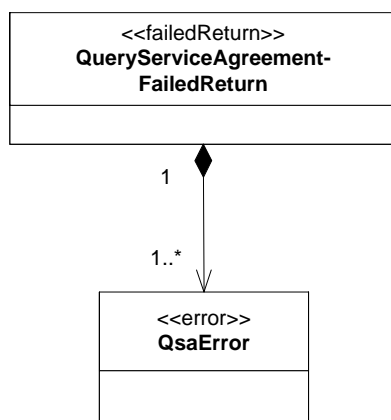 <<failedReturn>>
QueryServiceAgreement-
FailedReturn
1
1..*
<<error>>
QsaError